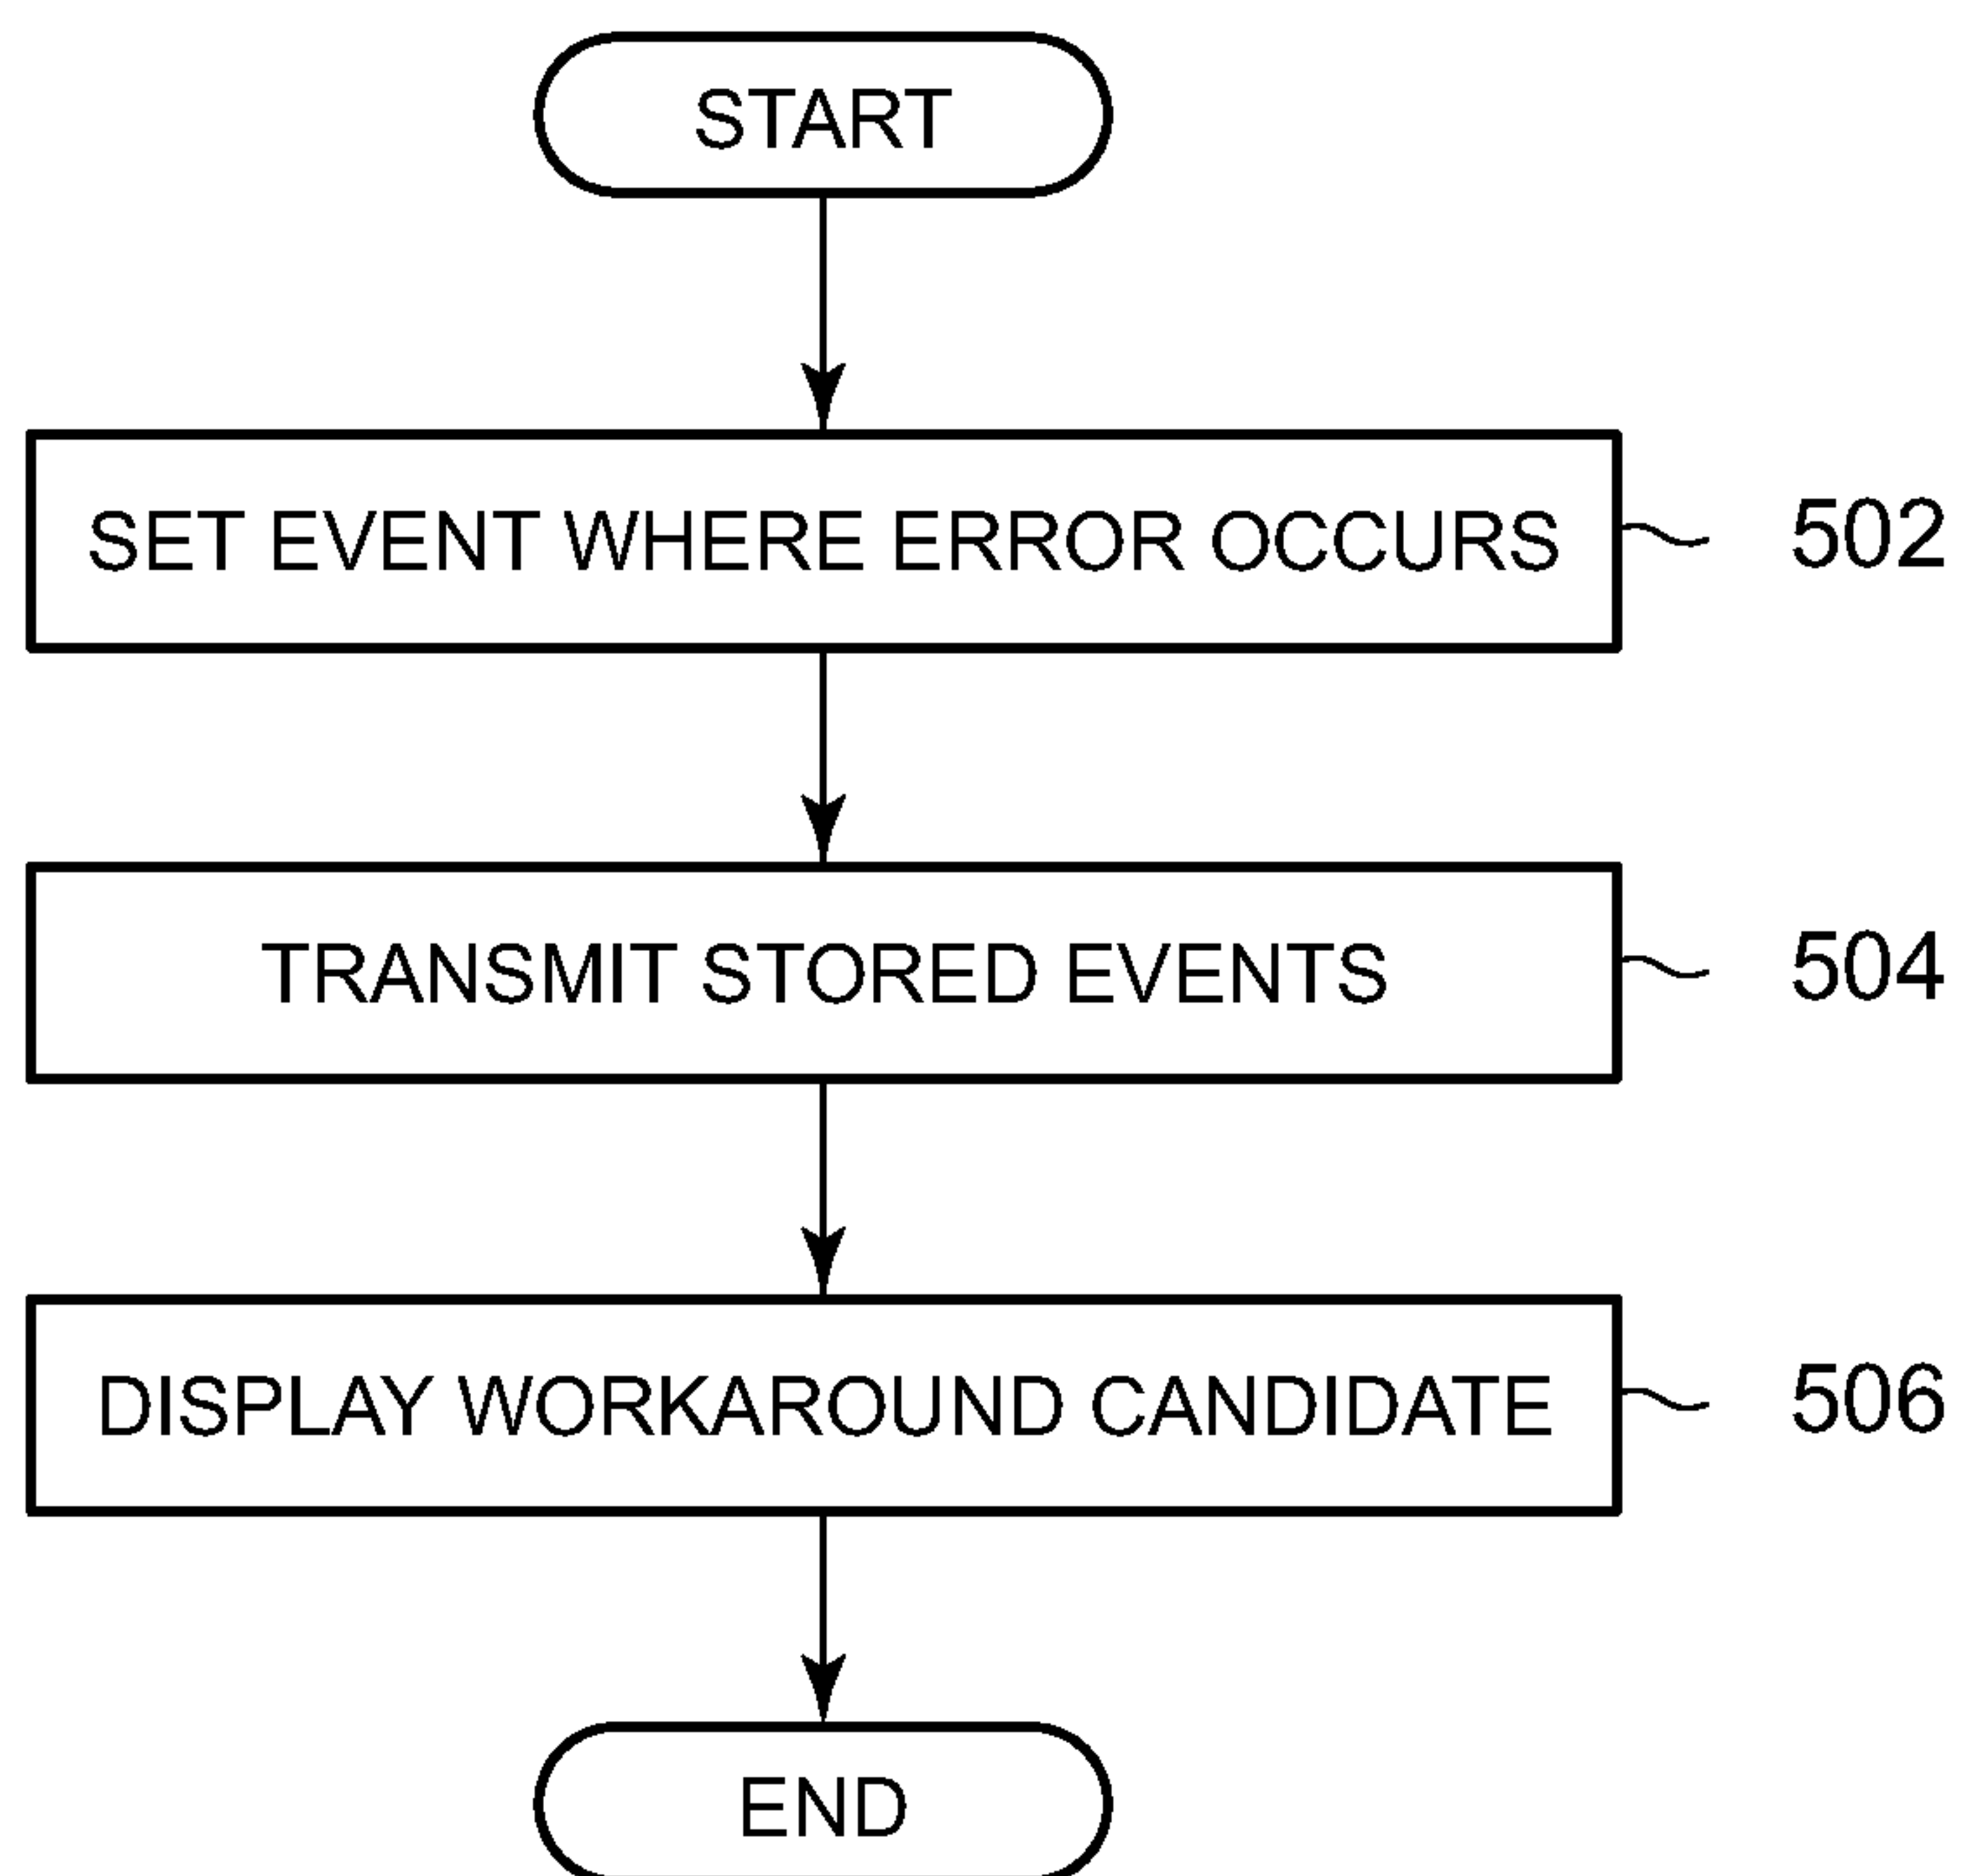 START
SET EVENT WHERE ERROR OCCURS
502
TRANSMIT STORED EVENTS
504
DISPLAY WORKAROUND CANDIDATE
506
END